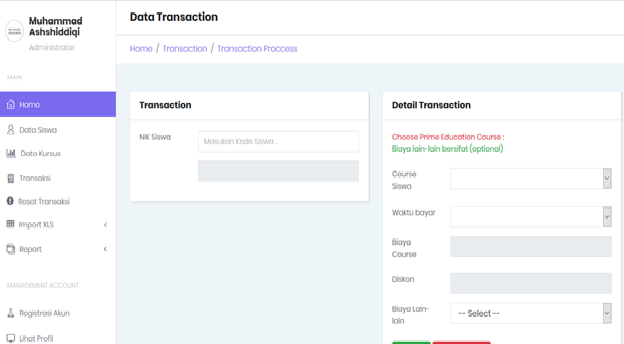 Muhammad
Ashshiddiqi
Administrator
MAIN
Home
Data Siswa
Data Kursus
Transaksi
Reset Transaksi
Import XLS
Report
MANAGEMENT ACCOUNT
Registrasi Akun
Lihat Profil
Data Transaction
Home / Transaction / Transaction Proccess
Transaction
NIK Siswa
Masukan Kode Siswa...
Detail Transaction
Choose Prima Education Course :
Biaya lain-lain bersifat (optional)
Course
Siswa
Waktu bayar
Biaya
Course
Diskon
Biaya Lain-
lain
-- Select --